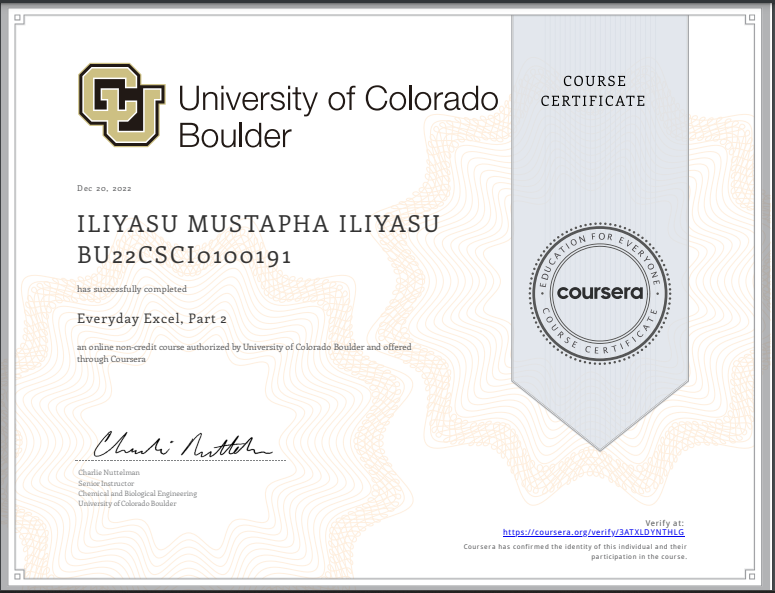 University of Colorado
Boulder
COURSE
CERTIFICATE
Dec 20, 2022
ILIYASU MUSTAPHA ILIYASU
BU22CSCI0100191
has successfully completed
Everyday Excel, Part 2
an online non-credit course authorized by University of Colorado Boulder and offered
through Coursera
EDUCATION FOR EVERYONE
coursera
COURSE CERTIFICATE
Charlie Nuttelman
Charlie Nuttelman
Senior Instructor
Chemical and Biological Engineering
University of Colorado Boulder
Verify at:
https://coursera.org/verify/3ATXLDYNTHLG
Coursera has confirmed the identity of this individual and their
participation in the course.